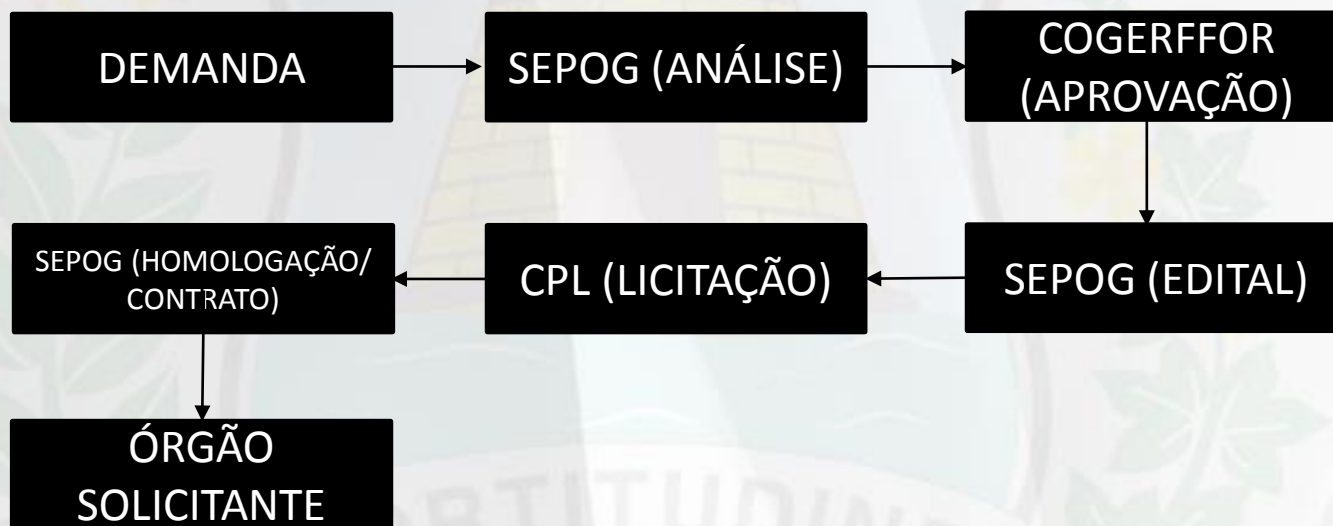 DEMANDA
SEPOG (ANÁLISE)
COGERFFOR
(APROVAÇÃO)
SEPOG (EDITAL)
CPL (LICITAÇÃO)
SEPOG (HOMOLOGAÇÃO/
CONTRATO)
ÓRGÃO
SOLICITANTE